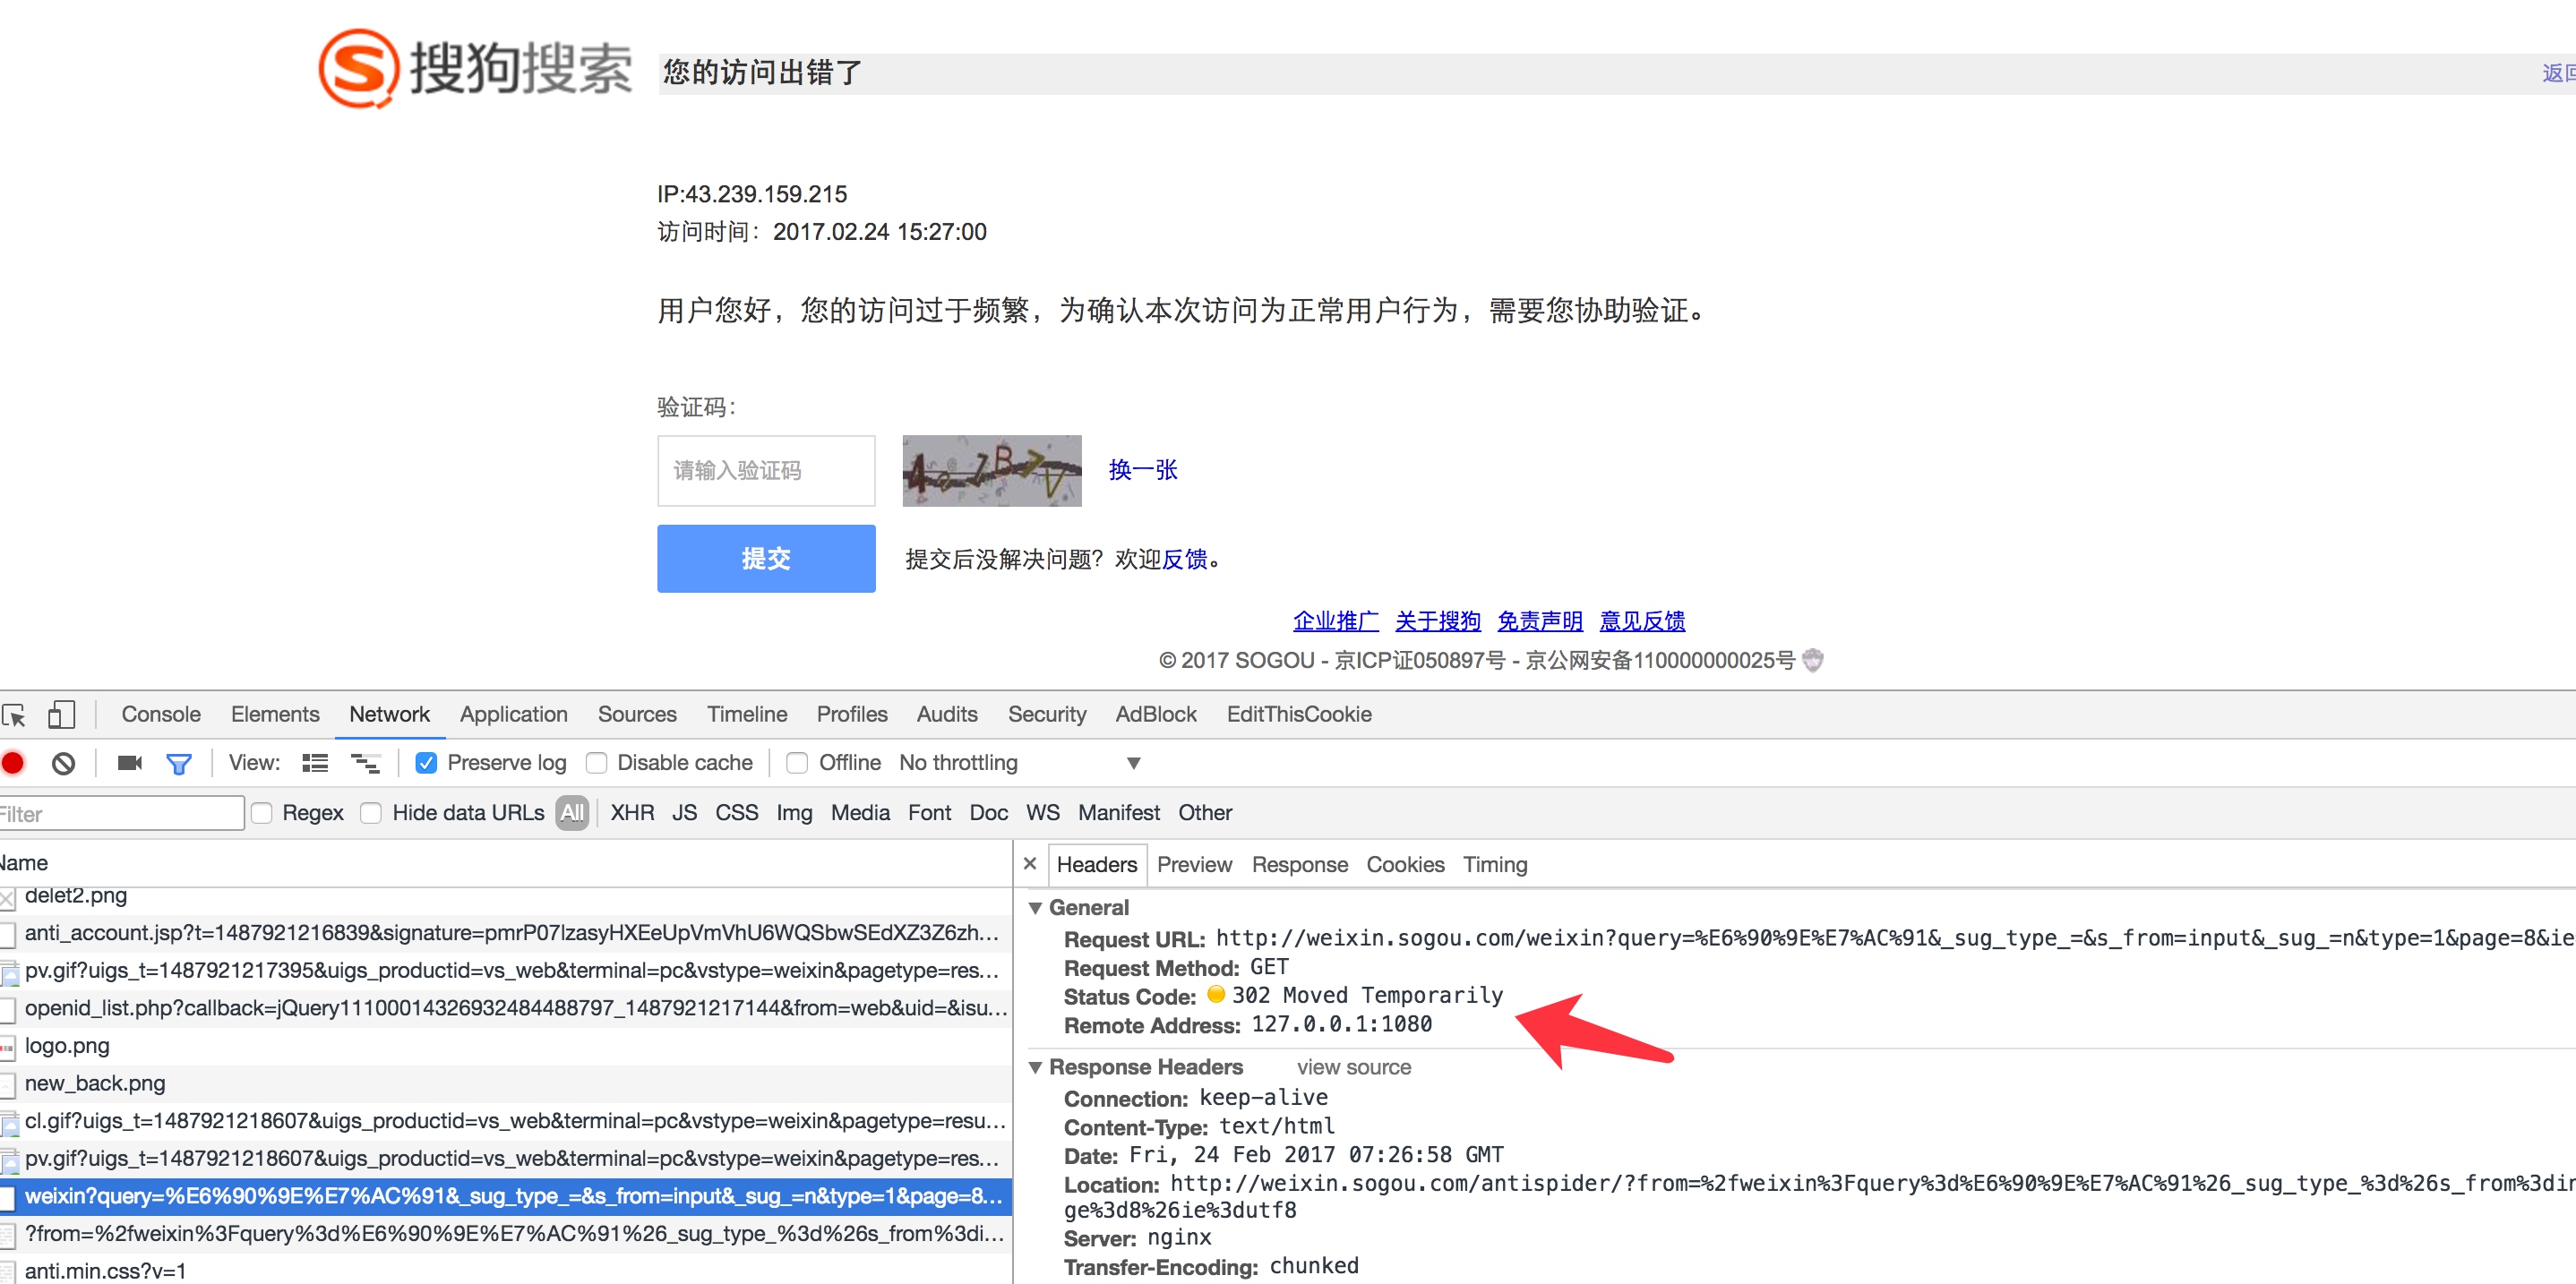 搜狗搜索
您的访问出错了
返回
IP:43.239.159.215
访问时间：2017.02.24 15:27:00
用户您好，您的访问过于频繁，为确认本次访问为正常用户行为，需要您协助验证。
验证码：
请输入验证码
换一张
提交
提交后没解决问题？欢迎反馈。
企业推广 关于搜狗 免责声明 意见反馈
© 2017 SOGOU - 京ICP证050897号 - 京公网安备110000000025号
Console Elements Network Application Sources Timeline Profiles Audits Security AdBlock EditThisCookie
View: Preserve log Disable cache Offline No throttling
Filter Regex Hide data URLs All XHR JS CSS Img Media Font Doc WS Manifest Other
Name
delet2.png
anti_account.jsp?t=1487921216839&signature=pmrP07lzasyHXEeUpVmVhU6WQSbwSEdXZ3Z6zh...
pv.gif?uigs_t=1487921217395&uigs_productid=vs_web&terminal=pc&vstype=weixin&pagetype=res...
openid_list.php?callback=jQuery111000143269324844887​97_1487921217144&from=web&uid=&isu...
logo.png
new_back.png
cl.gif?uigs_t=1487921218607&uigs_productid=vs_web&terminal=pc&vstype=weixin&pagetype=resu...
pv.gif?uigs_t=1487921218607&uigs_productid=vs_web&terminal=pc&vstype=weixin&pagetype=res...
weixin?query=%E6%90%9E%E7%AC%91&_sug_type_=&s_from=input&_sug_=n&type=1&page=8...
?from=%2fweixin%3Fquery%3d%E6%90%9E%E7%AC%91%26_sug_type_%3d%26s_from%3di...
anti.min.css?v=1
Headers Preview Response Cookies Timing
General
Request URL: http://weixin.sogou.com/weixin?query=%E6%90%9E%E7%AC%91&_sug_type_=&s_from=input&_sug_=n&type=1&page=8&ie
Request Method: GET
Status Code: 302 Moved Temporarily
Remote Address: 127.0.0.1:1080
Response Headers view source
Connection: keep-alive
Content-Type: text/html
Date: Fri, 24 Feb 2017 07:26:58 GMT
Location: http://weixin.sogou.com/antispider/?from=%2fweixin%3Fquery%3d%E6%90%9E%E7%AC%91%26_sug_type_%3d%26s_from%3din
ge%3d8%26ie%3dutf8
Server: nginx
Transfer-Encoding: chunked